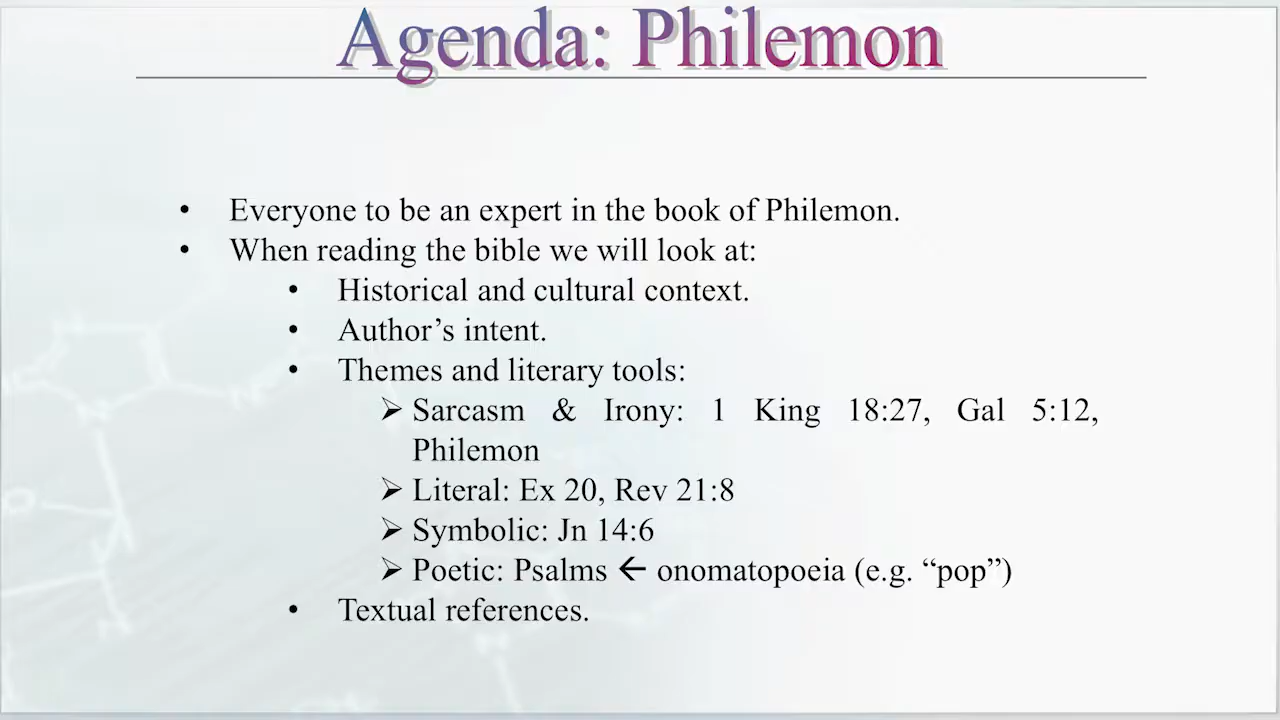 Agenda: Philemon
• Everyone to be an expert in the book of Philemon.
• When reading the bible we will look at:
• Historical and cultural context.
• Author’s intent.
• Themes and literary tools:
➢ Sarcasm & Irony: 1 King 18:27, Gal 5:12,
Philemon
➢ Literal: Ex 20, Rev 21:8
➢ Symbolic: Jn 14:6
➢ Poetic: Psalms ← onomatopoeia (e.g. “pop”)
• Textual references.